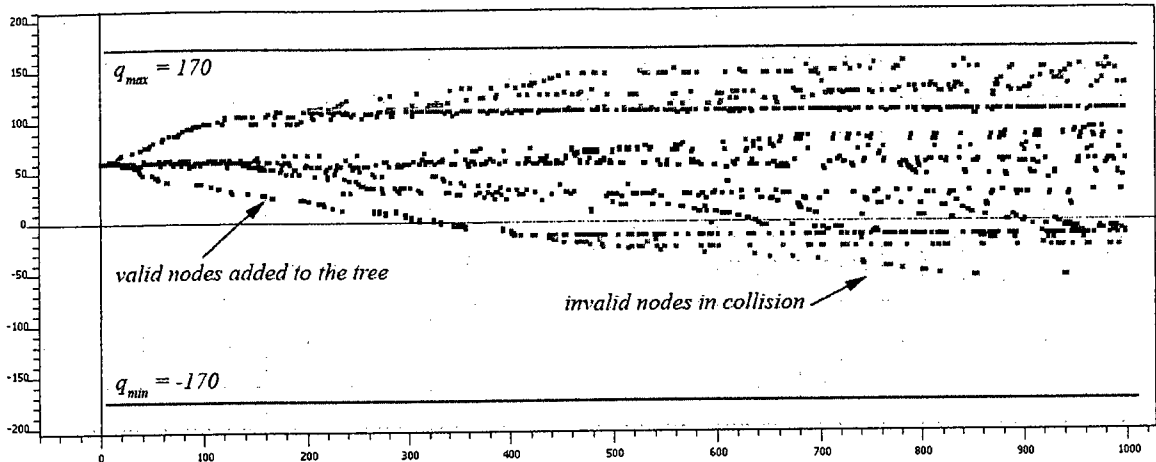 200
q_max = 170
150
100
50
0
valid nodes added to the tree
-50
invalid nodes in collision
-100
-150
q_min = -170
-200
0 100 200 300 400 500 600 700 800 900 1000